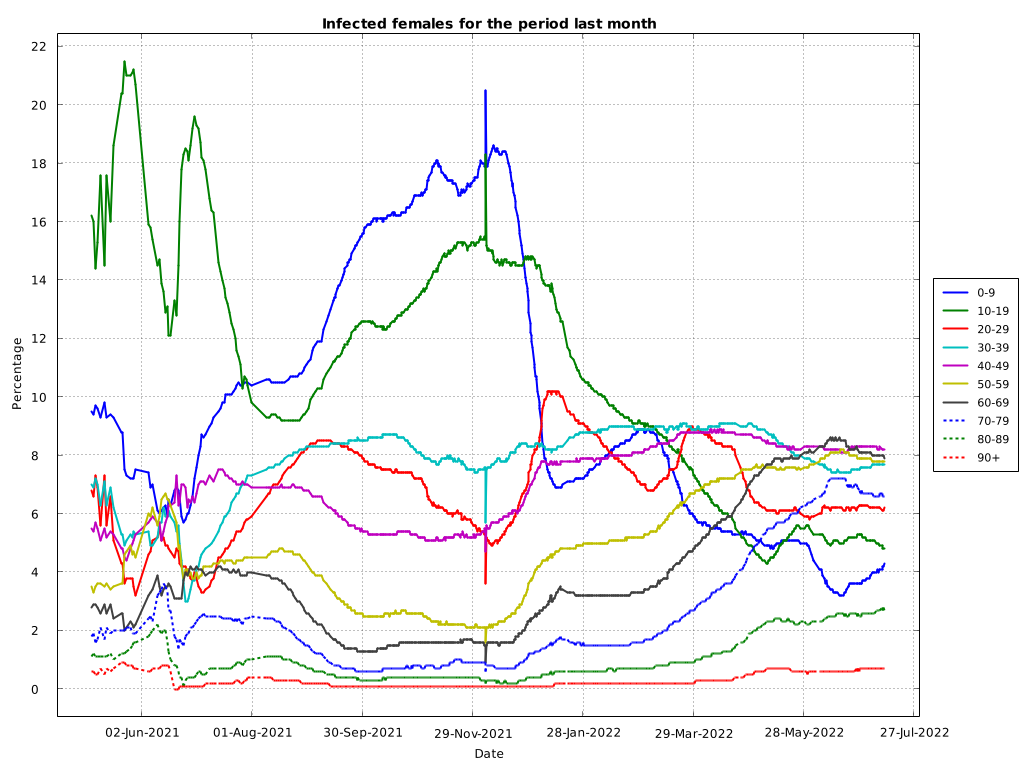 Infected females for the period last month
22
20
18
16
14
12
10
8
6
4
2
0
Percentage
02-Jun-2021
01-Aug-2021
30-Sep-2021
29-Nov-2021
28-Jan-2022
29-Mar-2022
28-May-2022
27-Jul-2022
Date
0-9
10-19
20-29
30-39
40-49
50-59
60-69
70-79
80-89
90+